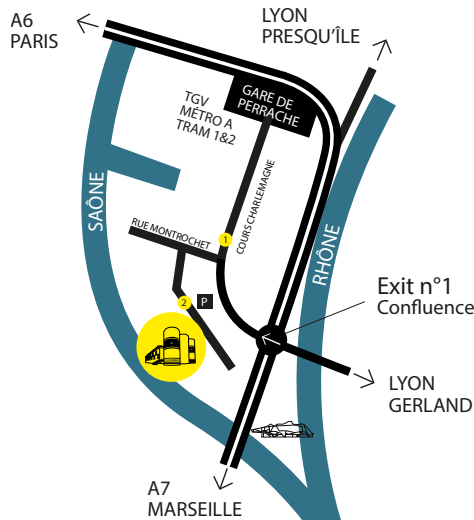 A6
PARIS
LYON
PRESQU'ÎLE
GARE DE
PERRACHE
TGV
MÉTRO A
TRAM 1&2
COURS CHARLEMAGNE
SAÔNE
RUE MONTROCHET
1
RHÔNE
2
P
Exit n°1
Confluence
LYON
GERLAND
A7
MARSEILLE